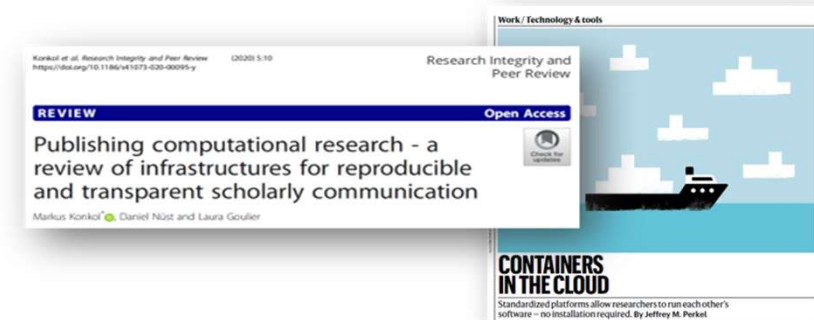 Work / Technology & tools
Konkol et al. Research Integrity and Peer Review (2020) 5:10
https://doi.org/10.1186/s41073-020-00095-y
Research Integrity and
Peer Review
REVIEW
Open Access
Publishing computational research - a
review of infrastructures for reproducible
and transparent scholarly communication
Check for
updates
Markus Konkol*, Daniel Nüst and Laura Goulier
CONTAINERS
IN THE CLOUD
Standardized platforms allow researchers to run each other's
software – no installation required. By Jeffrey M. Perkel